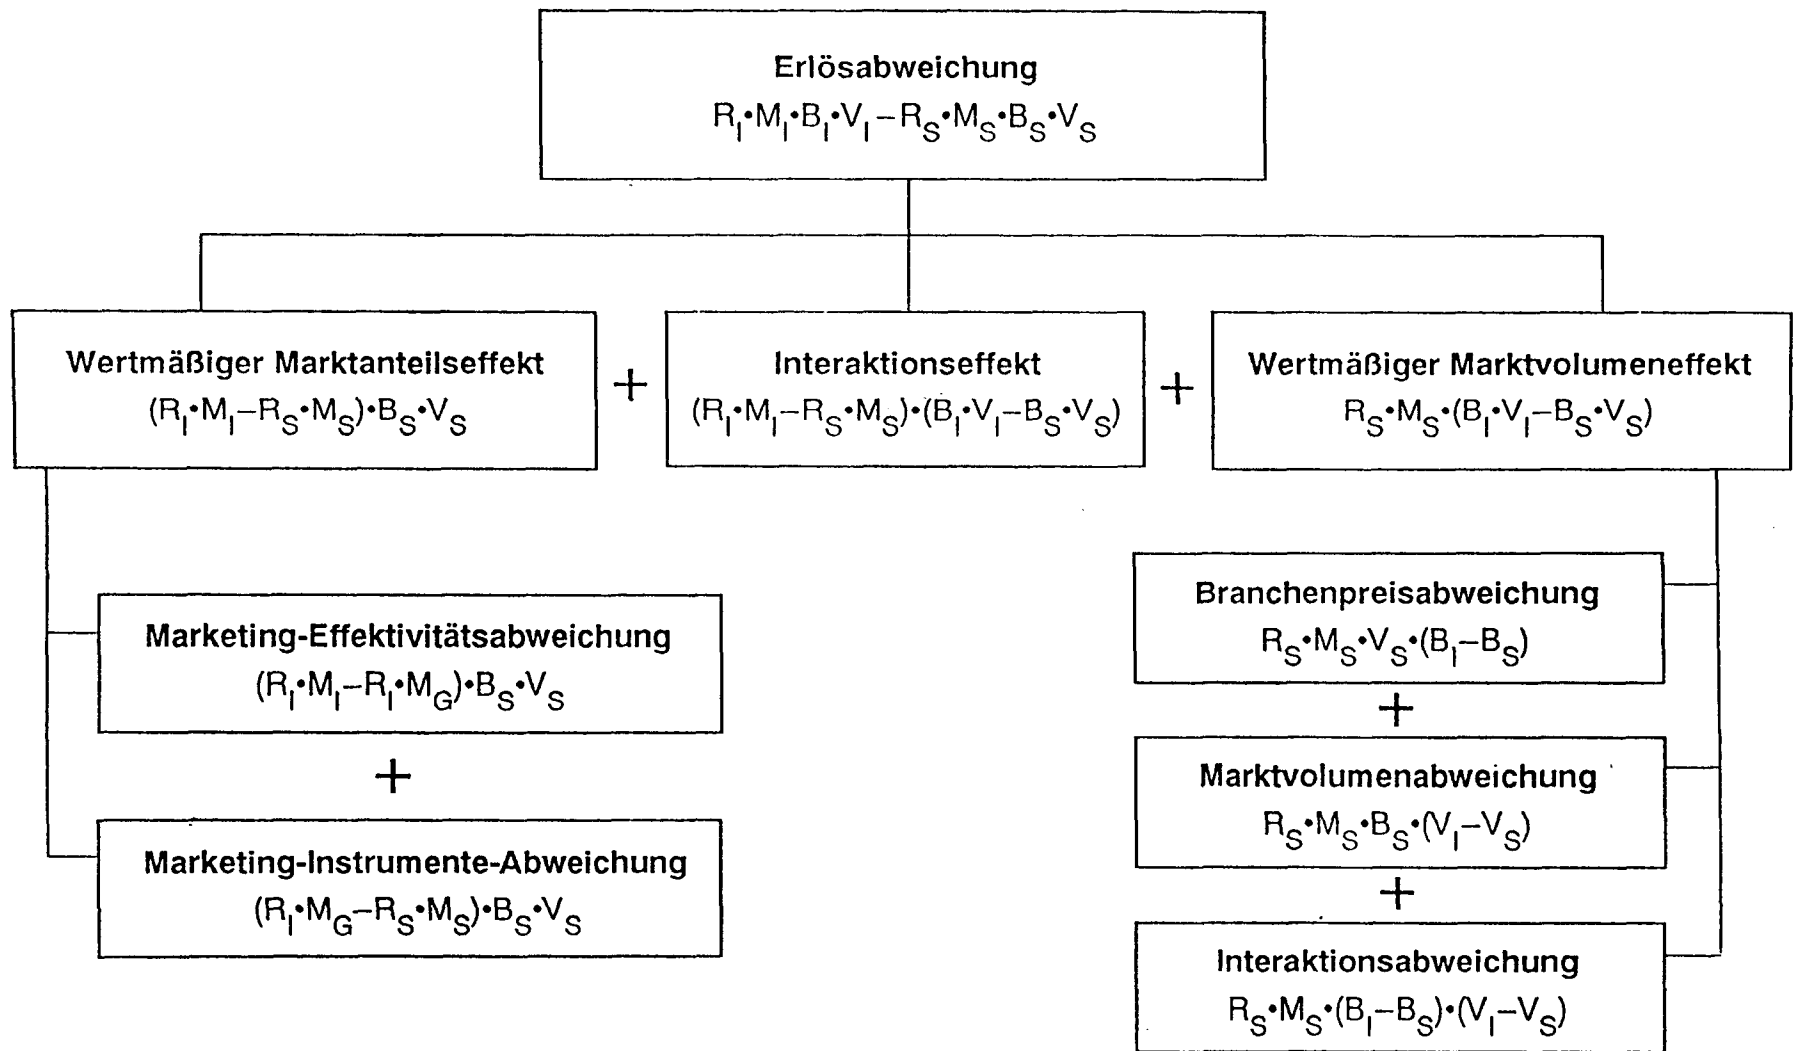 Erlösabweichung
R_I•M_I•B_I•V_I–R_S•M_S•B_S•V_S
Wertmäßiger Marktanteilseffekt
(R_I•M_I–R_S•M_S)•B_S•V_S
+
Interaktionseffekt
(R_I•M_I–R_S•M_S)•(B_I•V_I–B_S•V_S)
+
Wertmäßiger Marktvolumeneffekt
R_S•M_S•(B_I•V_I–B_S•V_S)
Marketing-Effektivitätsabweichung
(R_I•M_I–R_I•M_G)•B_S•V_S
+
Marketing-Instrumente-Abweichung
(R_I•M_G–R_S•M_S)•B_S•V_S
Branchenpreisabweichung
R_S•M_S•V_S•(B_I–B_S)
+
Marktvolumenabweichung
R_S•M_S•B_S•(V_I–V_S)
+
Interaktionsabweichung
R_S•M_S•(B_I–B_S)•(V_I–V_S)